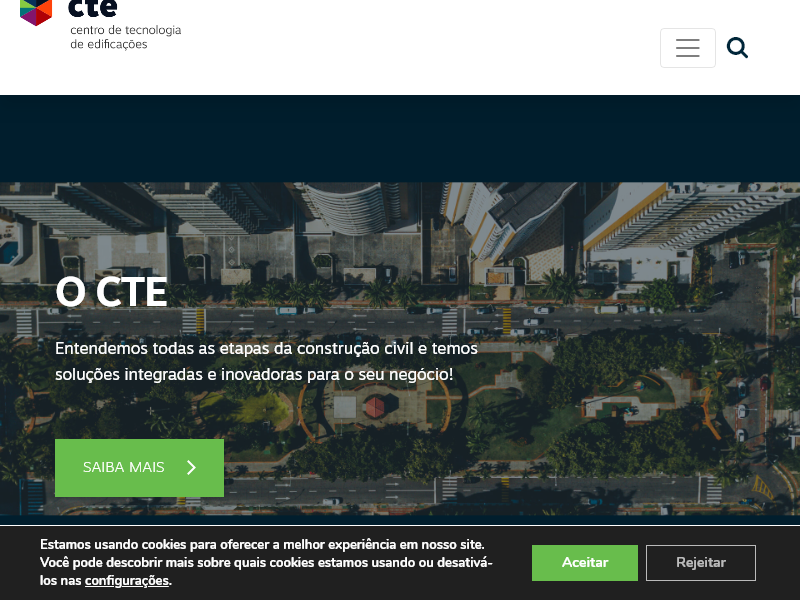 cte
centro de tecnologia
de edificações
O CTE
Entendemos todas as etapas da construção civil e temos
soluções integradas e inovadoras para o seu negócio!
SAIBA MAIS
Estamos usando cookies para oferecer a melhor experiência em nosso site.
Você pode descobrir mais sobre quais cookies estamos usando ou desativá-
los nas configurações.
Aceitar
Rejeitar